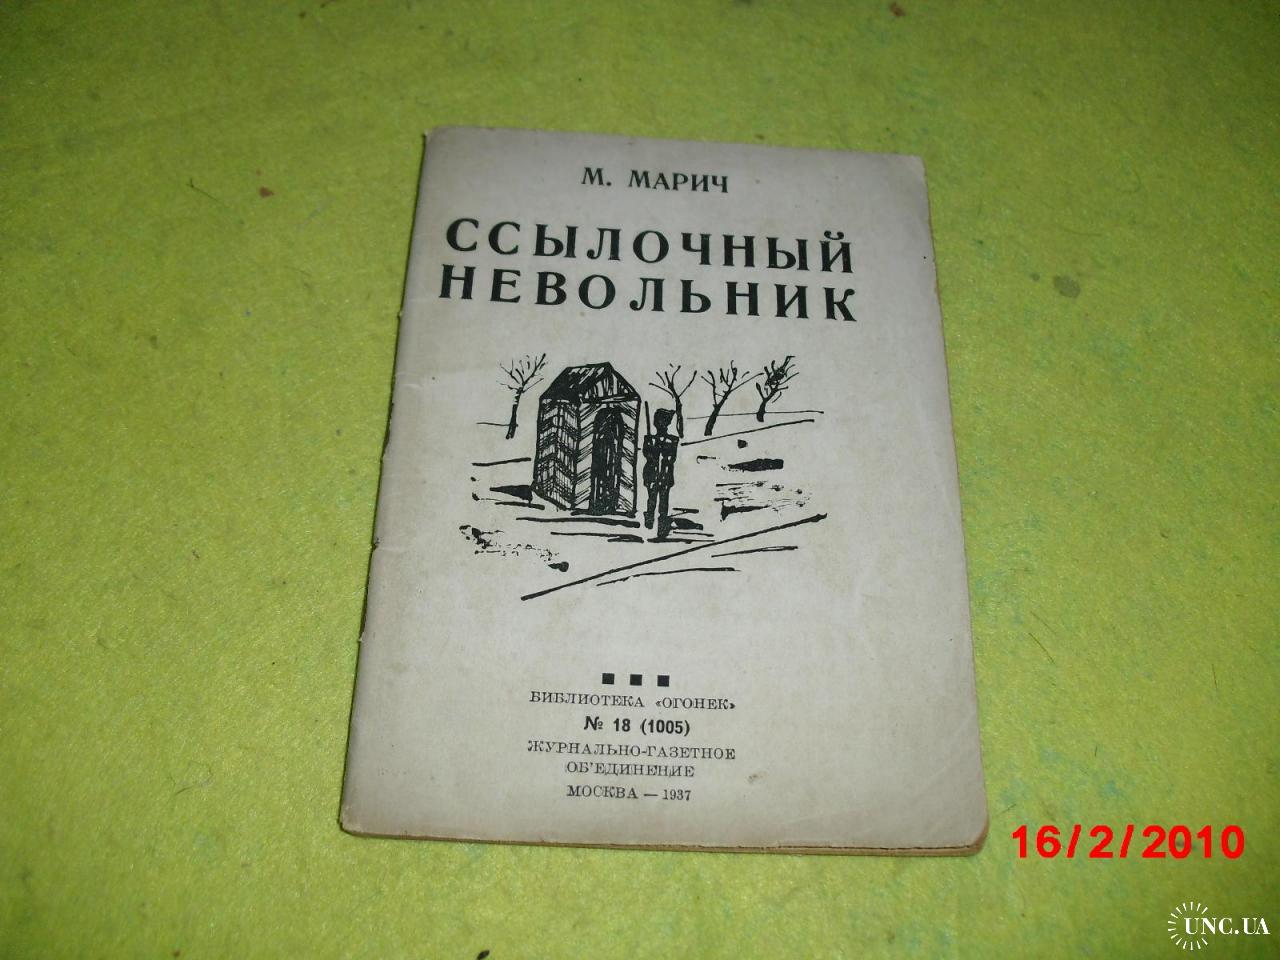 М. МАРИЧ
ССЫЛОЧНЫЙ
НЕВОЛЬНИК
БИБЛИОТЕКА «ОГОНЕК»
№ 18 (1005)
ЖУРНАЛЬНО-ГАЗЕТНОЕ
ОБ'ЕДИНЕНИЕ
МОСКВА — 1937
16/2/2010
UNC.UA